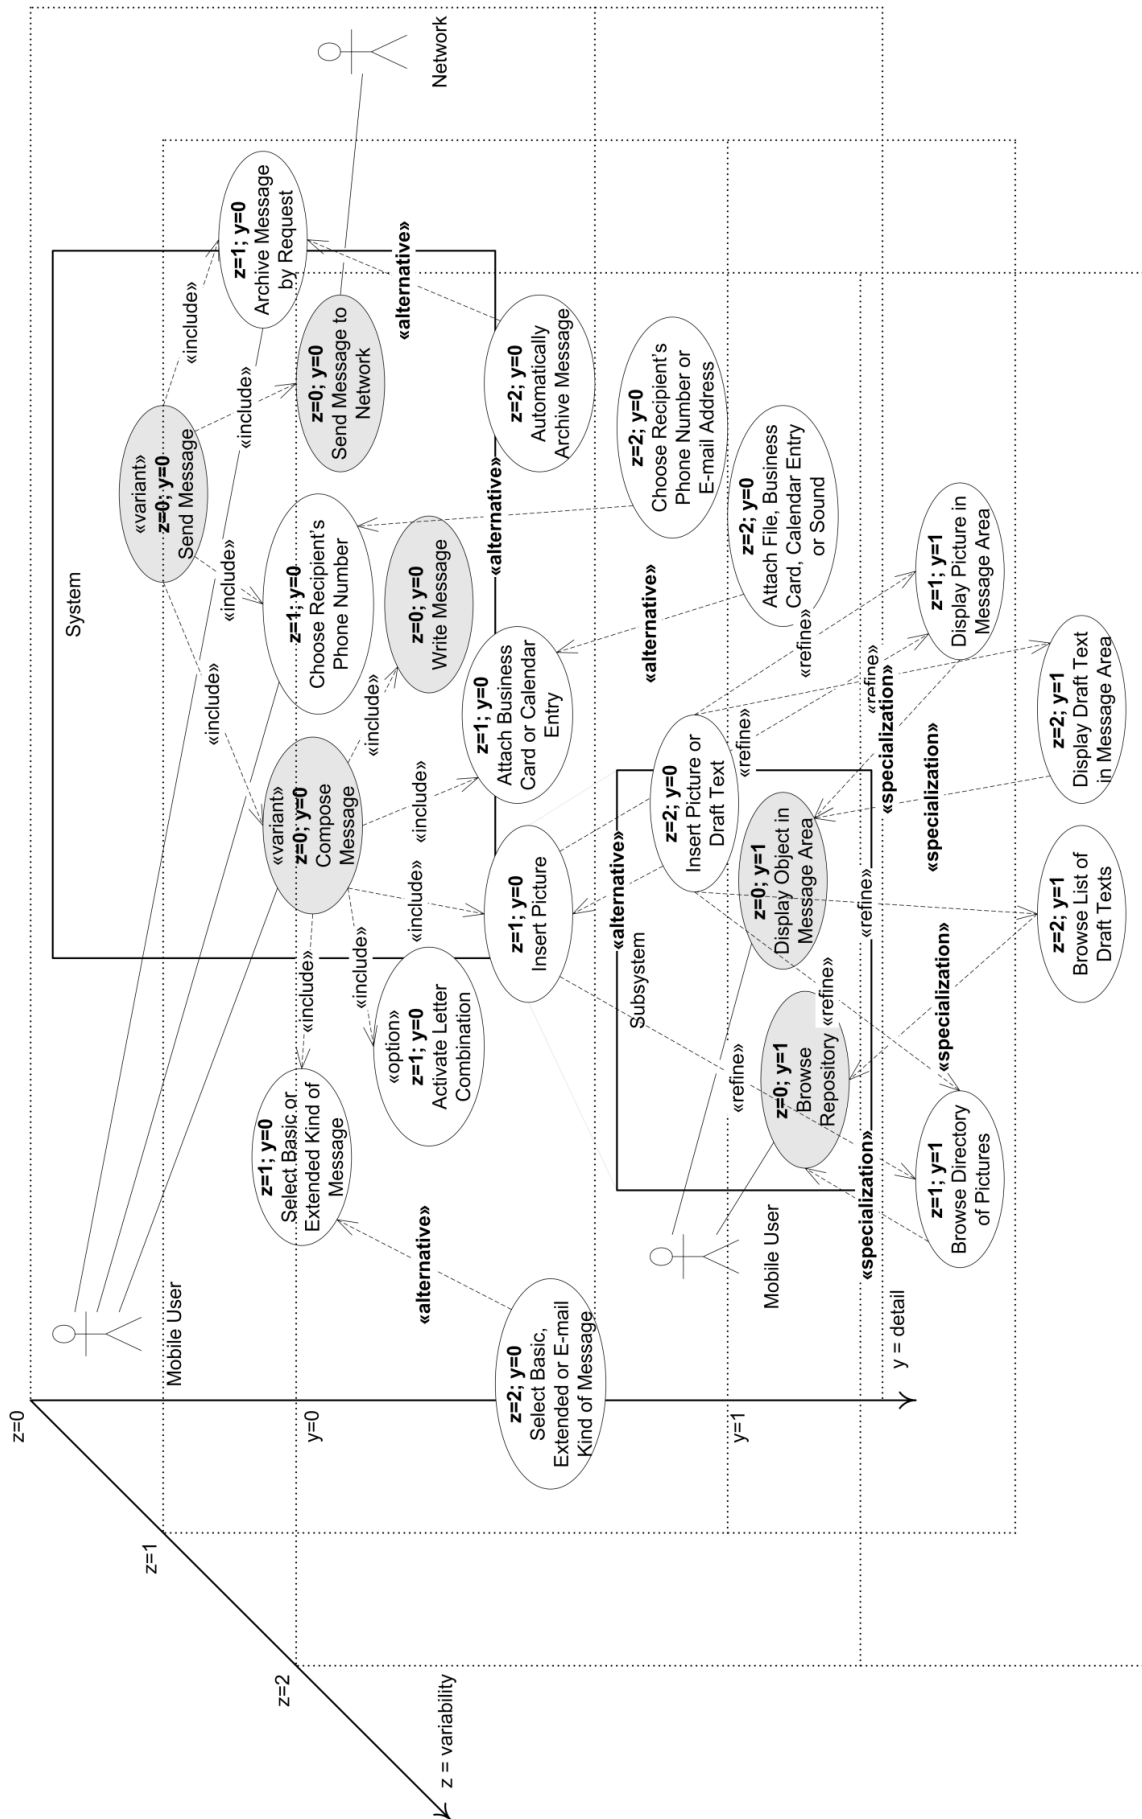 z=0
z=1
z=2
z = variability
y=0
y=1
y = detail
System
Mobile User
Network
«variant»
z=0; y=0
Send Message
«include»
«include»
«include»
«include»
«include»
z=1; y=0
Archive Message
by Request
z=0; y=0
Send Message to
Network
«alternative»
z=2; y=0
Automatically
Archive Message
z=1; y=0
Choose Recipient's
Phone Number
«alternative»
z=2; y=0
Choose Recipient's
Phone Number or
E-mail Address
«variant»
z=0; y=0
Compose
Message
«include»
«include»
«include»
«include»
«include»
z=0; y=0
Write Message
z=1; y=0
Attach Business
Card or Calendar
Entry
«alternative»
z=2; y=0
Attach File, Business
Card, Calendar Entry
or Sound
z=1; y=0
Select Basic or
Extended Kind of
Message
«alternative»
z=2; y=0
Select Basic,
Extended or E-mail
Kind of Message
«option»
z=1; y=0
Activate Letter
Combination
z=1; y=0
Insert Picture
«alternative»
z=2; y=0
Insert Picture or
Draft Text
Subsystem
Mobile User
z=0; y=1
Browse
Repository
z=0; y=1
Display Object in
Message Area
«refine»
«refine»
«refine»
«refine»
«refine»
«refine»
«specialization»
«specialization»
«specialization»
«specialization»
z=1; y=1
Browse Directory
of Pictures
z=1; y=1
Display Picture in
Message Area
z=2; y=1
Browse List of
Draft Texts
z=2; y=1
Display Draft Text
in Message Area